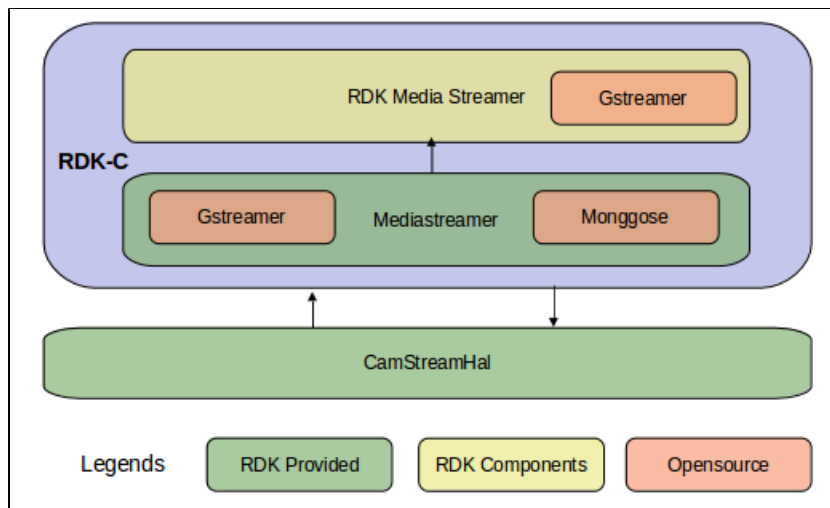 RDK Media Streamer
Gstreamer
RDK-C
Gstreamer
Mediastreamer
Monggose
CamStreamHal
Legends
RDK Provided
RDK Components
Opensource